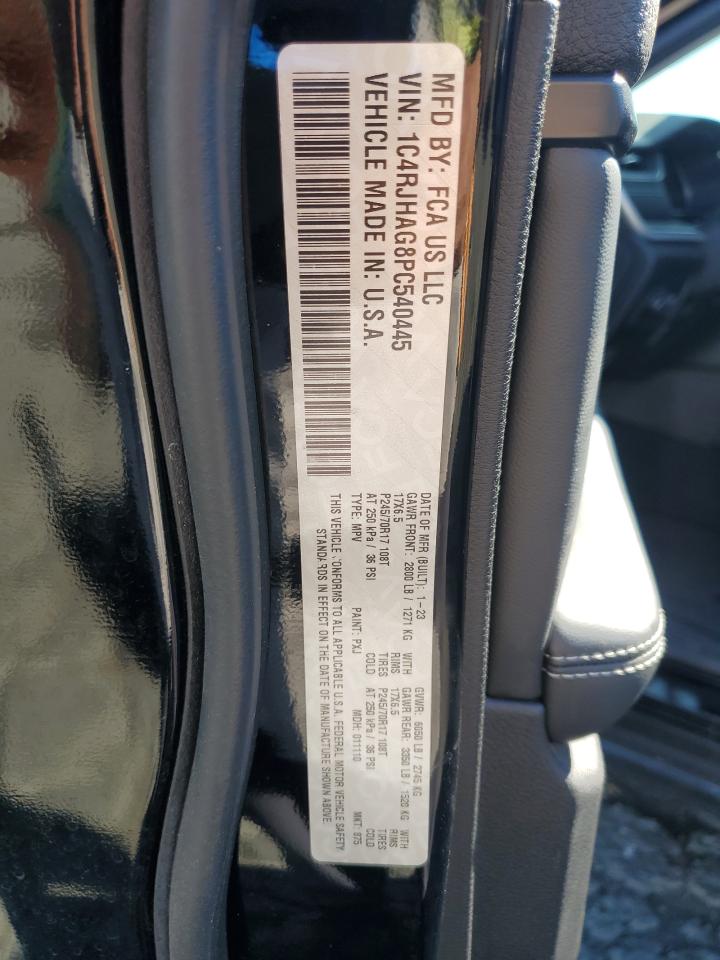 MFD BY: FCA US LLC
VIN: 1C4RJHAG8PC540445
VEHICLE MADE IN: U.S.A.
DATE OF MFR (BUILT): 1-23 GVWR: 6050 LB / 2745 KG
GAWR FRONT: 2800 LB / 1271 KG WITH GAWR REAR: 3350 LB / 1520 KG
17X6.5 RIMS 17X6.5
P245/70R17 108T TIRES P245/70R17 108T
AT 250 kPa / 36 PSI COLD AT 250 kPa / 36 PSI COLD
TYPE: MPV PAINT: PXJ MDH: 011110 MKT: 875
THIS VEHICLE CONFORMS TO ALL APPLICABLE U.S.A. FEDERAL MOTOR VEHICLE SAFETY
STANDARDS IN EFFECT ON THE DATE OF MANUFACTURE SHOWN ABOVE.